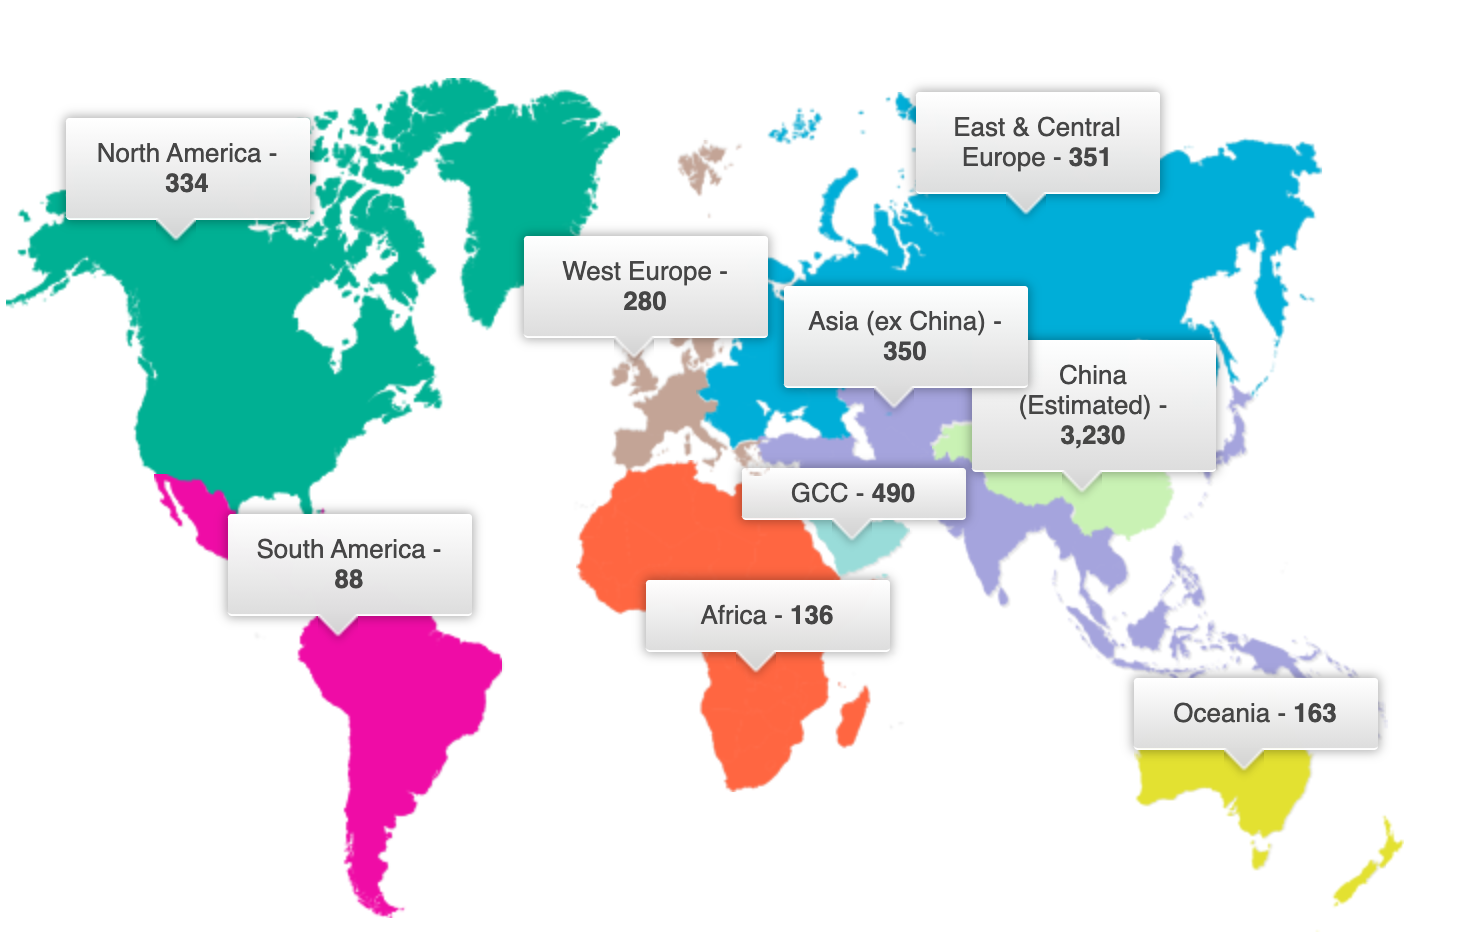 North America -
334
East & Central
Europe - 351
West Europe -
280
Asia (ex China) -
350
China
(Estimated) -
3,230
GCC - 490
South America -
88
Africa - 136
Oceania - 163